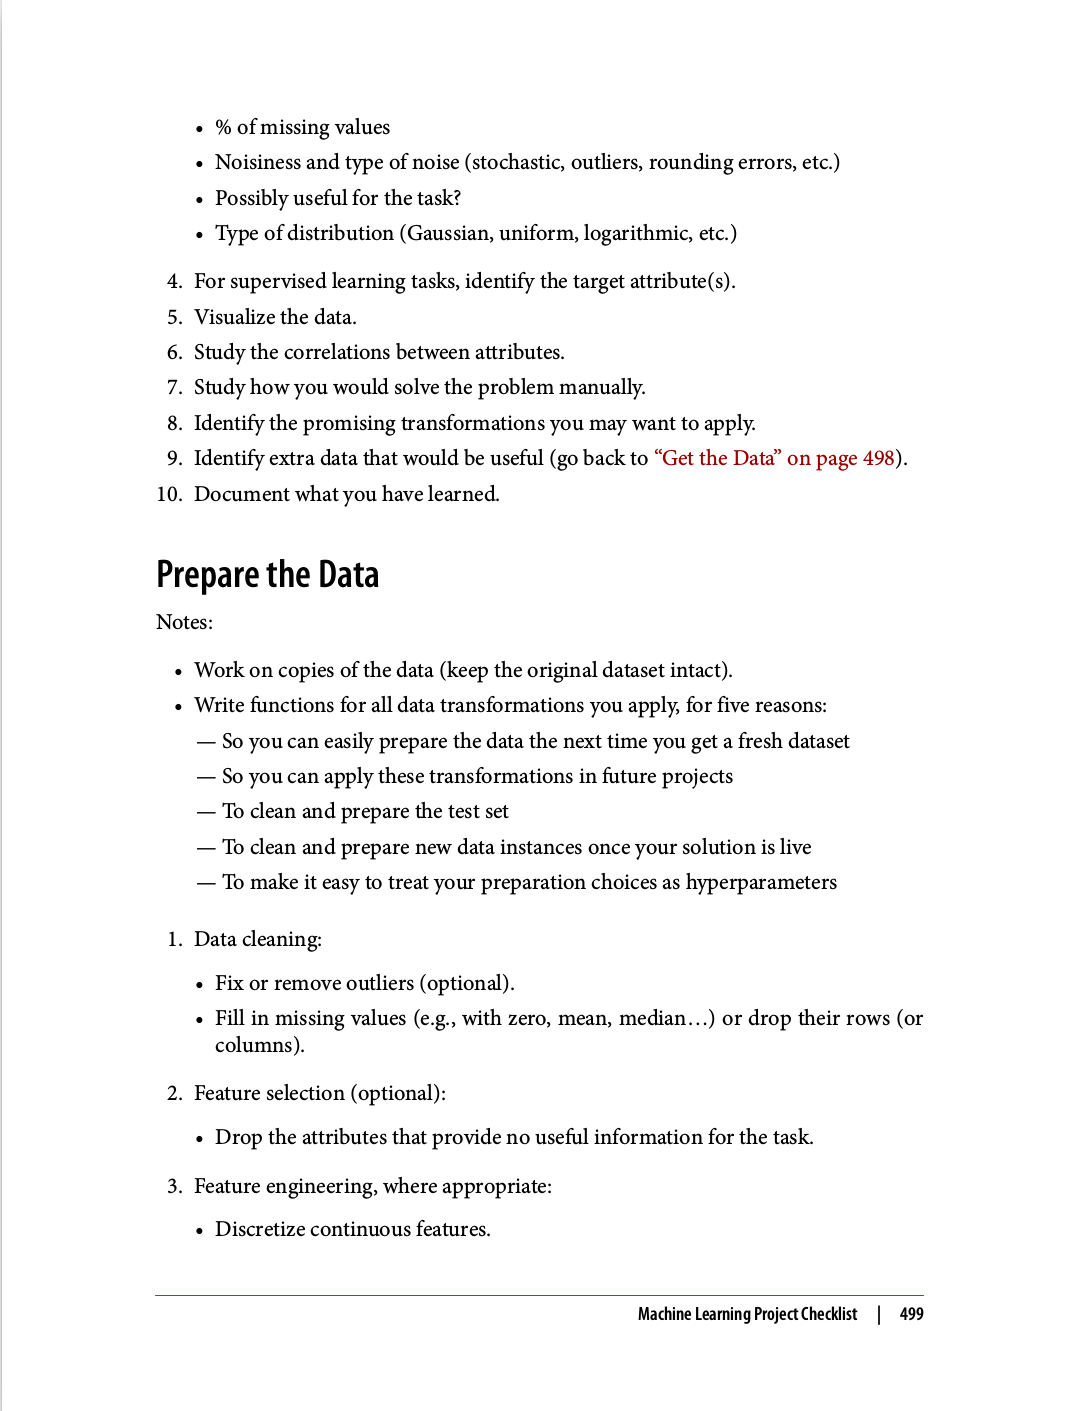 • % of missing values
• Noisiness and type of noise (stochastic, outliers, rounding errors, etc.)
• Possibly useful for the task?
• Type of distribution (Gaussian, uniform, logarithmic, etc.)
4. For supervised learning tasks, identify the target attribute(s).
5. Visualize the data.
6. Study the correlations between attributes.
7. Study how you would solve the problem manually.
8. Identify the promising transformations you may want to apply.
9. Identify extra data that would be useful (go back to “Get the Data” on page 498).
10. Document what you have learned.
Prepare the Data
Notes:
• Work on copies of the data (keep the original dataset intact).
• Write functions for all data transformations you apply, for five reasons:
— So you can easily prepare the data the next time you get a fresh dataset
— So you can apply these transformations in future projects
— To clean and prepare the test set
— To clean and prepare new data instances once your solution is live
— To make it easy to treat your preparation choices as hyperparameters
1. Data cleaning:
• Fix or remove outliers (optional).
• Fill in missing values (e.g., with zero, mean, median…) or drop their rows (or
columns).
2. Feature selection (optional):
• Drop the attributes that provide no useful information for the task.
3. Feature engineering, where appropriate:
• Discretize continuous features.
Machine Learning Project Checklist | 499